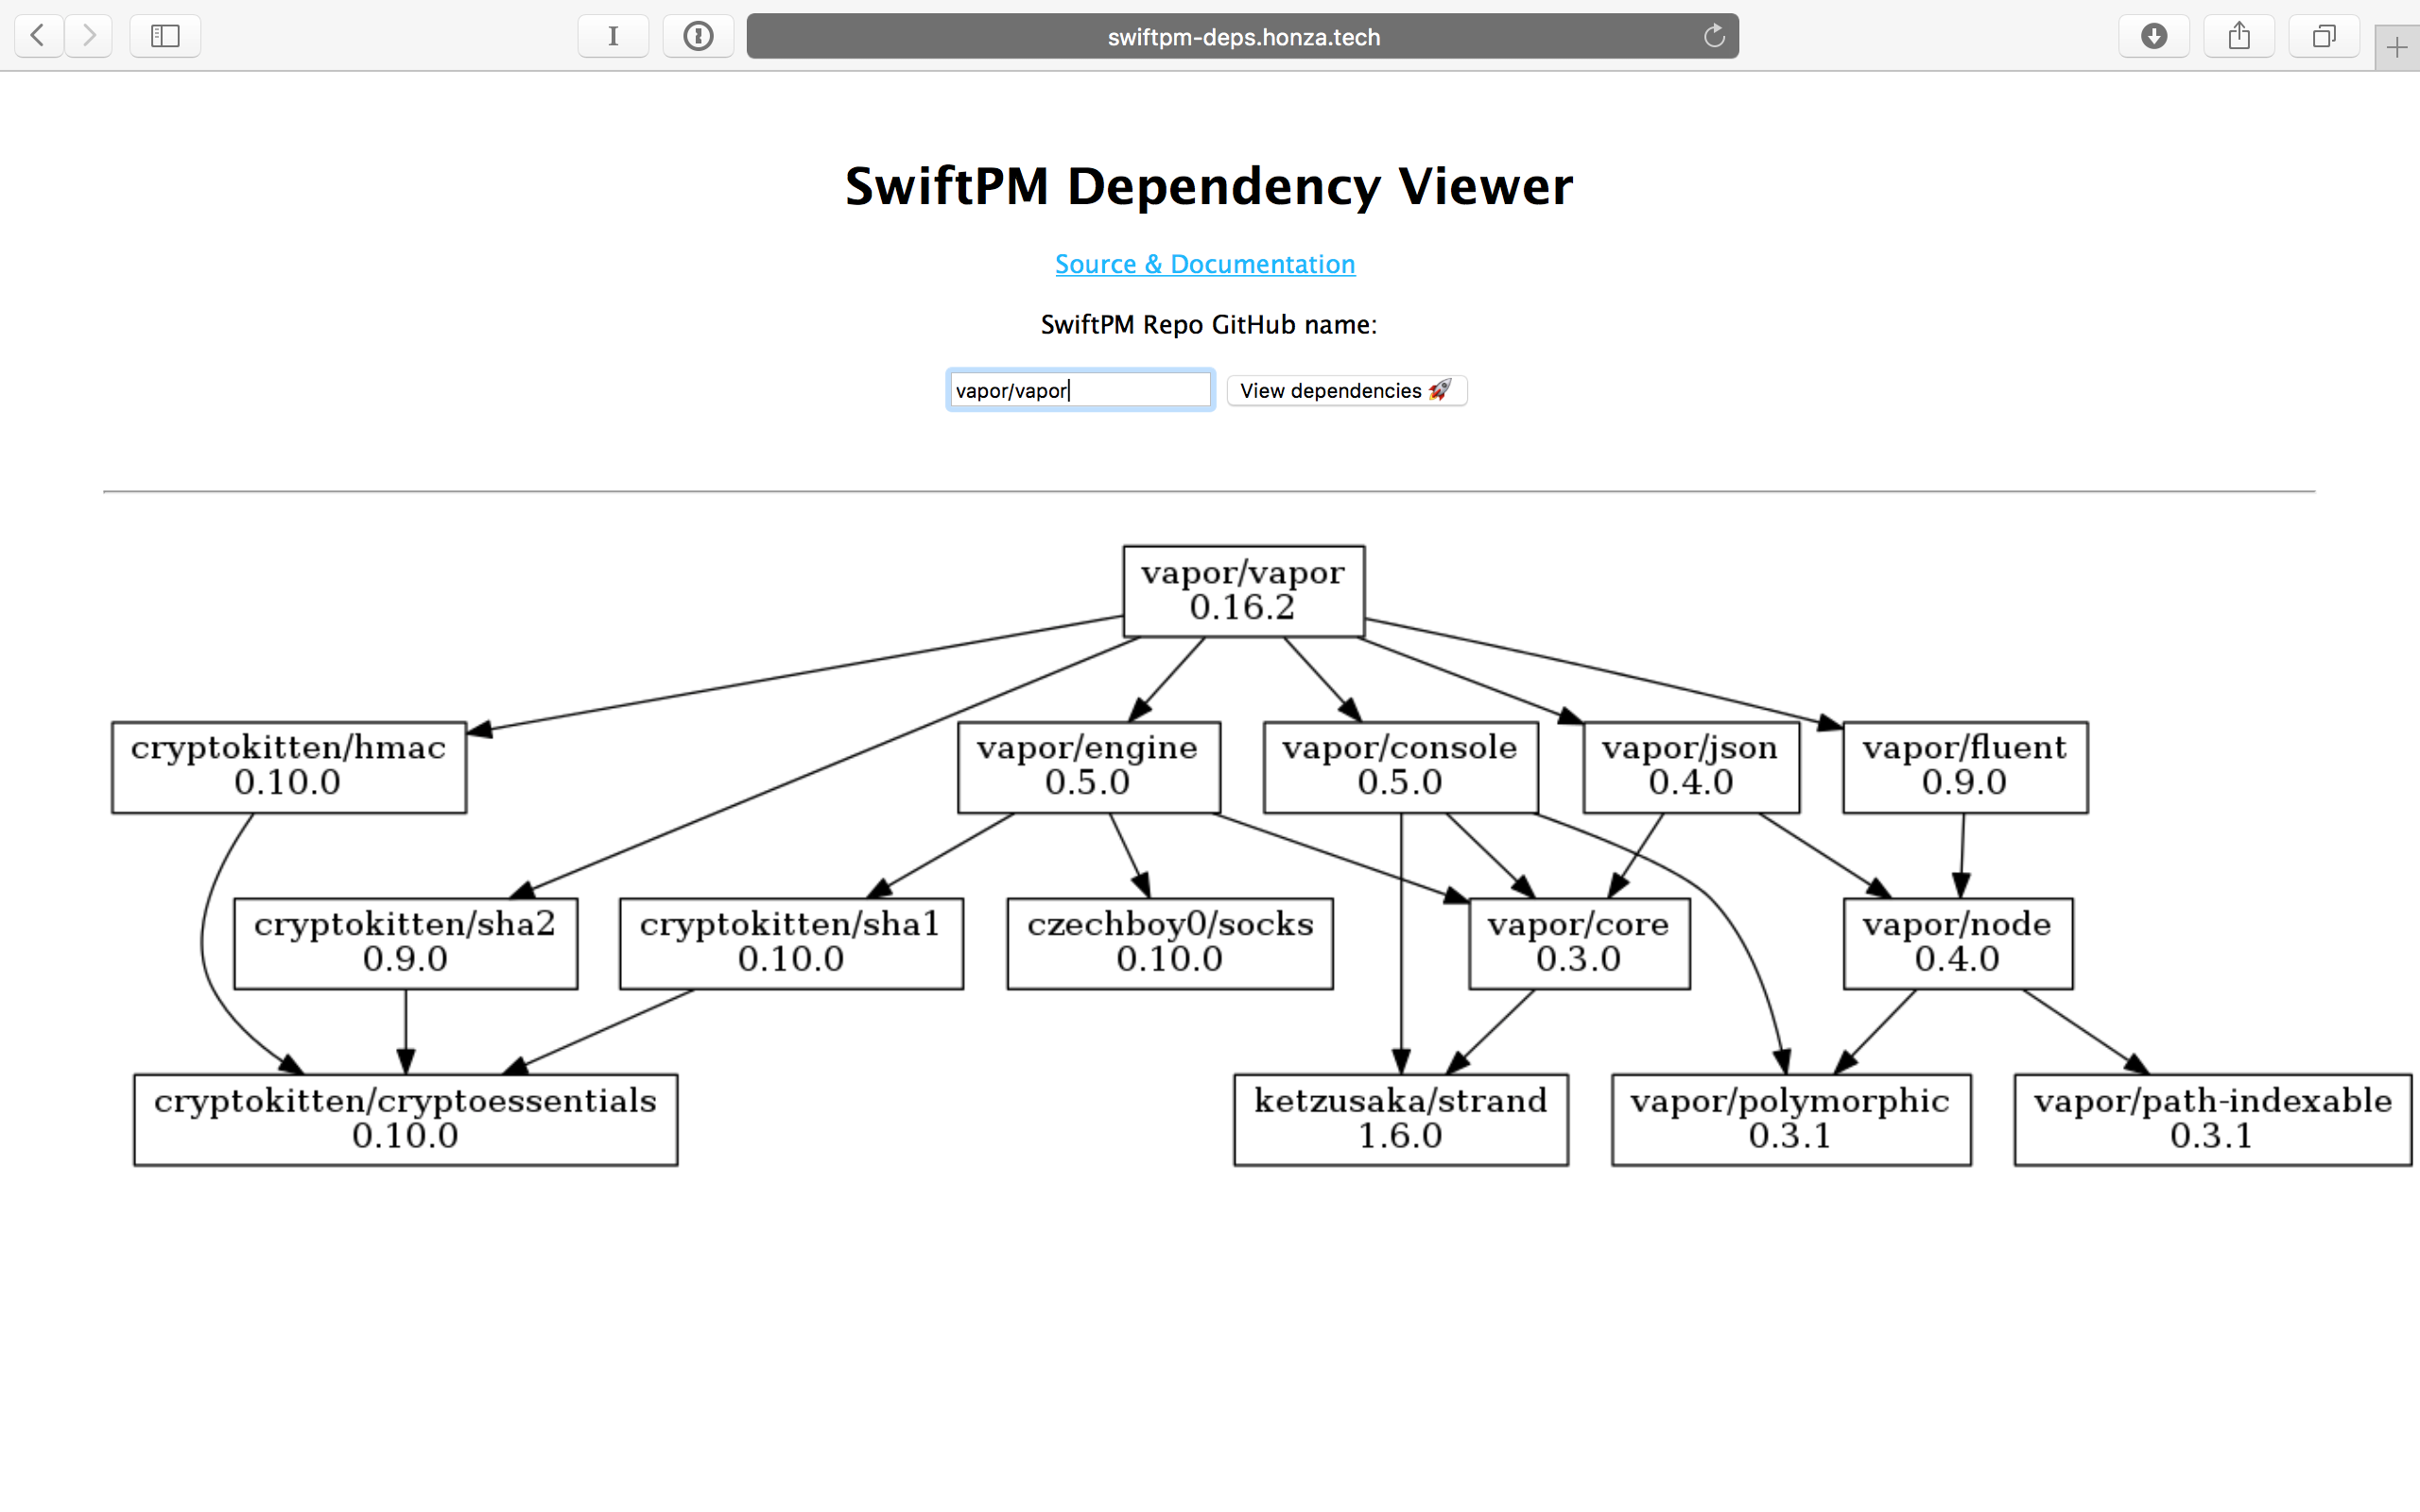 swiftpm-deps.honza.tech
SwiftPM Dependency Viewer
Source & Documentation
SwiftPM Repo GitHub name:
vapor/vapor
View dependencies 🚀
vapor/vapor
0.16.2
cryptokitten/hmac
0.10.0
vapor/engine
0.5.0
vapor/console
0.5.0
vapor/json
0.4.0
vapor/fluent
0.9.0
cryptokitten/sha2
0.9.0
cryptokitten/sha1
0.10.0
czechboy0/socks
0.10.0
vapor/core
0.3.0
vapor/node
0.4.0
cryptokitten/cryptoessentials
0.10.0
ketzusaka/strand
1.6.0
vapor/polymorphic
0.3.1
vapor/path-indexable
0.3.1